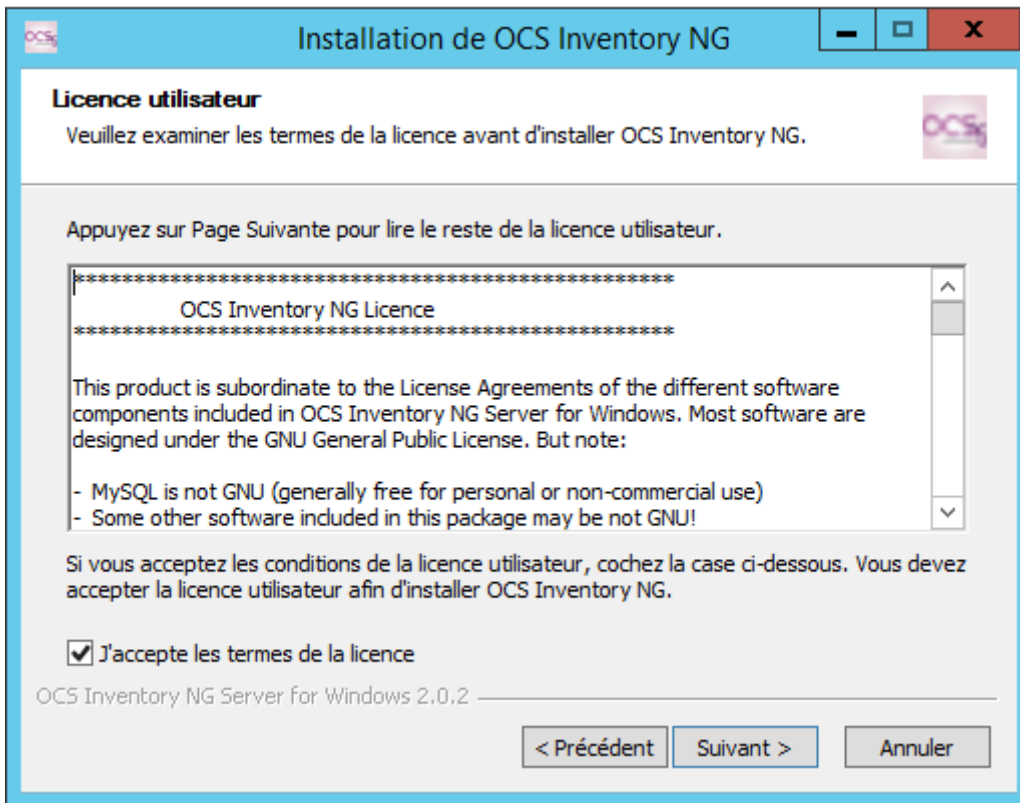 OCSg
Installation de OCS Inventory NG
Licence utilisateur
Veuillez examiner les termes de la licence avant d'installer OCS Inventory NG.
OCSg
Appuyez sur Page Suivante pour lire le reste de la licence utilisateur.
**************************************************
OCS Inventory NG Licence
**************************************************
This product is subordinate to the License Agreements of the different software
components included in OCS Inventory NG Server for Windows. Most software are
designed under the GNU General Public License. But note:
- MySQL is not GNU (generally free for personal or non-commercial use)
- Some other software included in this package may be not GNU!
Si vous acceptez les conditions de la licence utilisateur, cochez la case ci-dessous. Vous devez
accepter la licence utilisateur afin d'installer OCS Inventory NG.
J'accepte les termes de la licence
OCS Inventory NG Server for Windows 2.0.2
< Précédent
Suivant >
Annuler